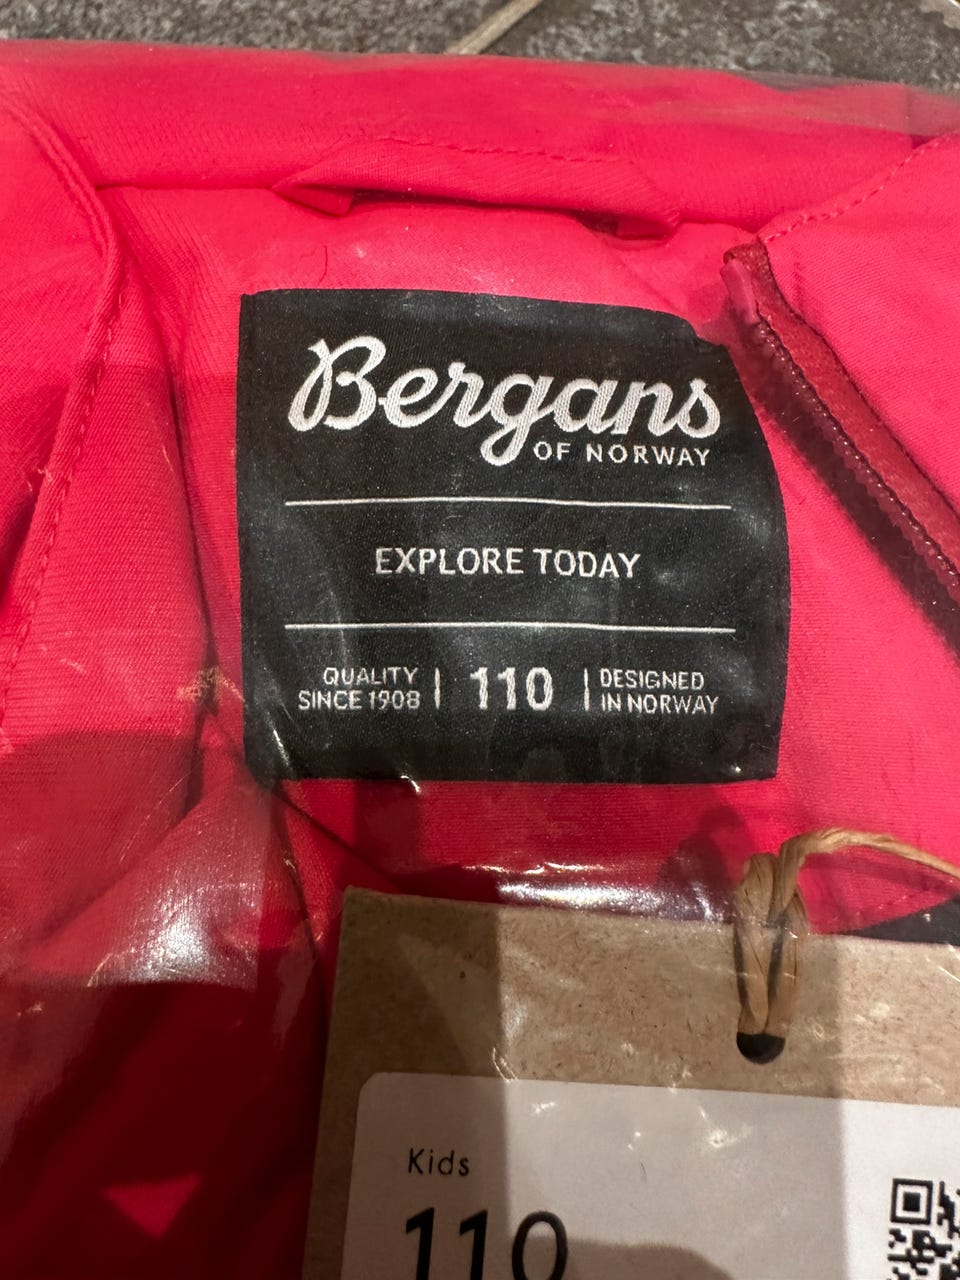 Bergans
OF NORWAY
EXPLORE TODAY
QUALITY
SINCE 1908
110
DESIGNED
IN NORWAY
Kids
110